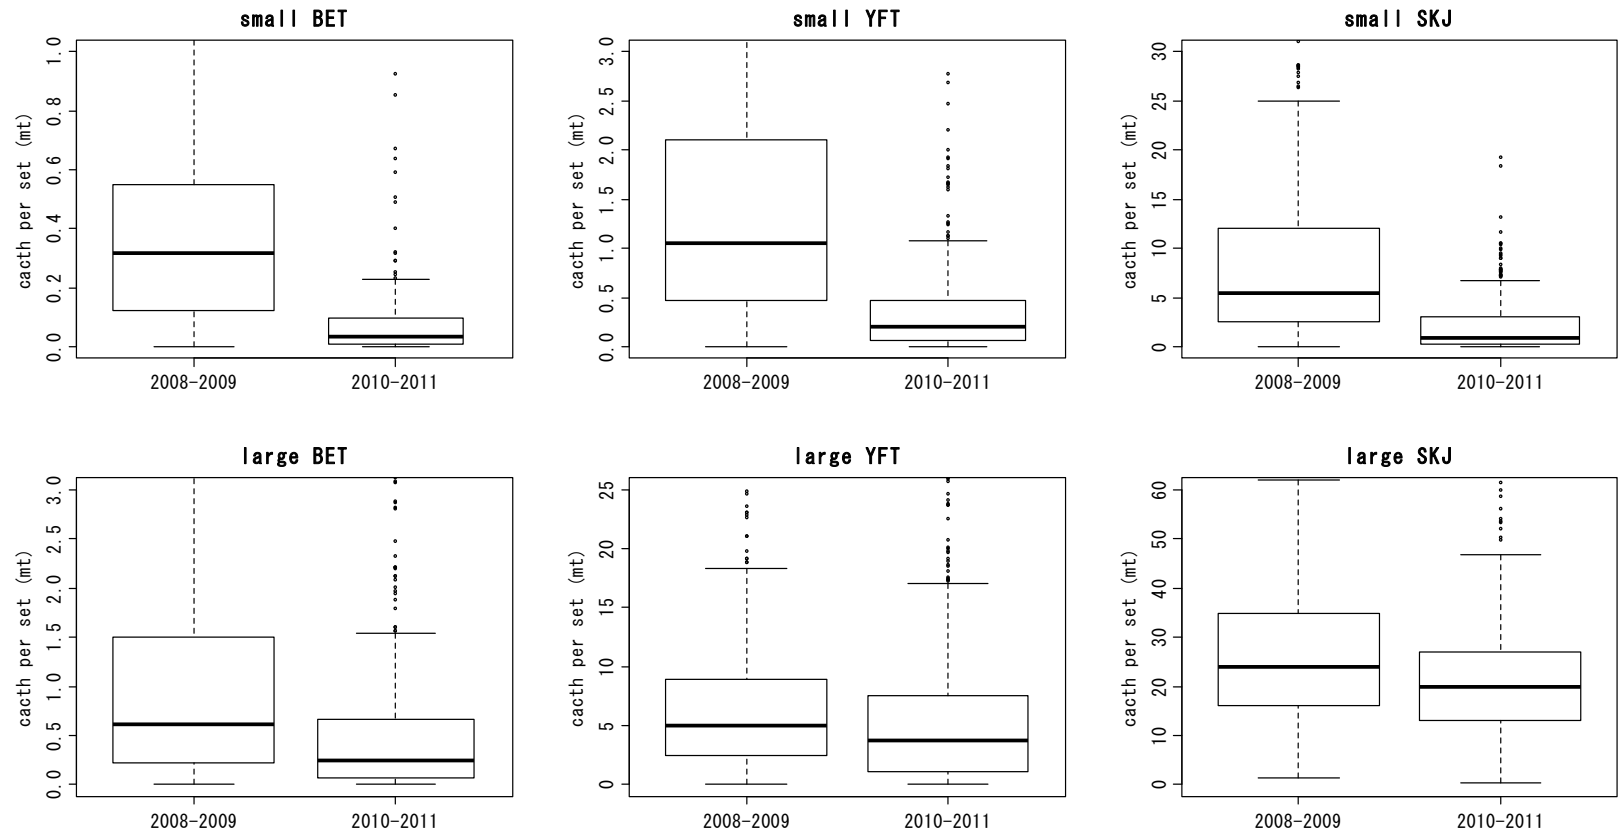 small BET
small YFT
small SKJ
cacth per set (mt)
0.0 0.2 0.4 0.6 0.8 1.0
2008-2009 2010-2011
cacth per set (mt)
0.0 0.5 1.0 1.5 2.0 2.5 3.0
2008-2009 2010-2011
cacth per set (mt)
0 5 10 15 20 25 30
2008-2009 2010-2011
large BET
large YFT
large SKJ
cacth per set (mt)
0.0 0.5 1.0 1.5 2.0 2.5 3.0
2008-2009 2010-2011
cacth per set (mt)
0 5 10 15 20 25
2008-2009 2010-2011
cacth per set (mt)
0 10 20 30 40 50 60
2008-2009 2010-2011